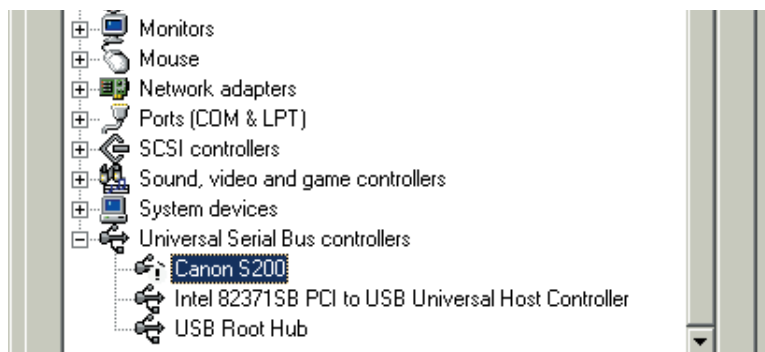 Monitors
Mouse
Network adapters
Ports (COM & LPT)
SCSI controllers
Sound, video and game controllers
System devices
Universal Serial Bus controllers
Canon S200
Intel 82371SB PCI to USB Universal Host Controller
USB Root Hub